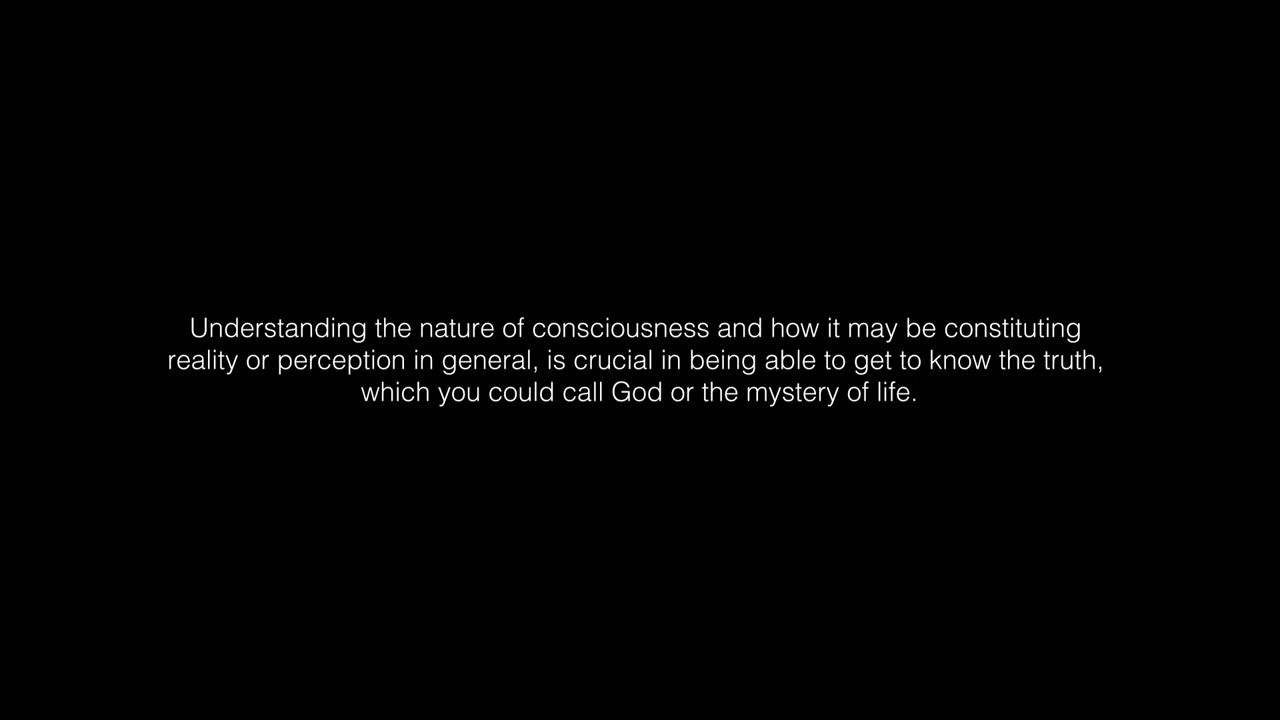 Understanding the nature of consciousness and how it may be constituting
reality or perception in general, is crucial in being able to get to know the truth,
which you could call God or the mystery of life.